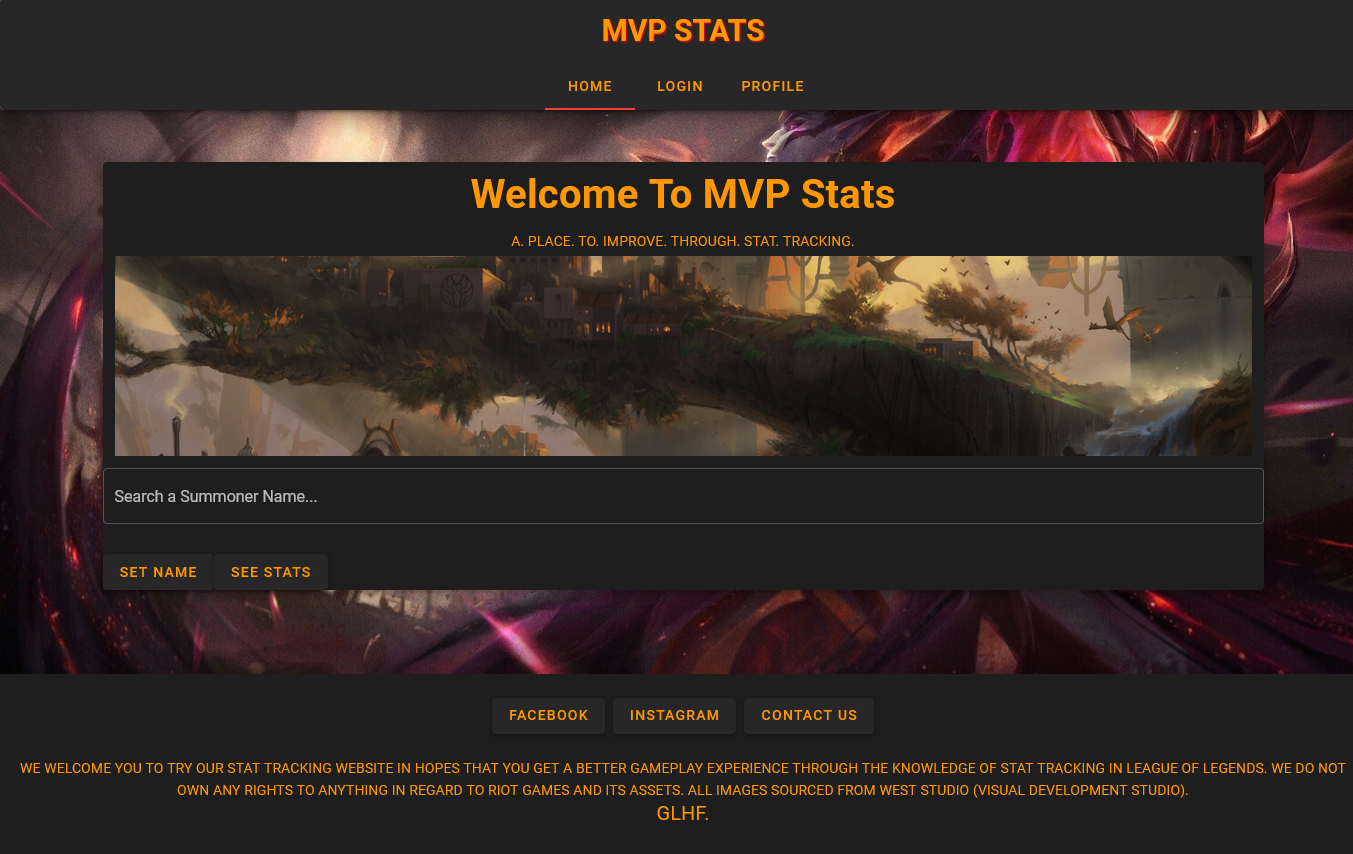 MVP STATS
HOME LOGIN PROFILE
Welcome To MVP Stats
A. PLACE. TO. IMPROVE. THROUGH. STAT. TRACKING.
Search a Summoner Name...
SET NAME SEE STATS
FACEBOOK INSTAGRAM CONTACT US
WE WELCOME YOU TO TRY OUR STAT TRACKING WEBSITE IN HOPES THAT YOU GET A BETTER GAMEPLAY EXPERIENCE THROUGH THE KNOWLEDGE OF STAT TRACKING IN LEAGUE OF LEGENDS. WE DO NOT
OWN ANY RIGHTS TO ANYTHING IN REGARD TO RIOT GAMES AND ITS ASSETS. ALL IMAGES SOURCED FROM WEST STUDIO (VISUAL DEVELOPMENT STUDIO).
GLHF.